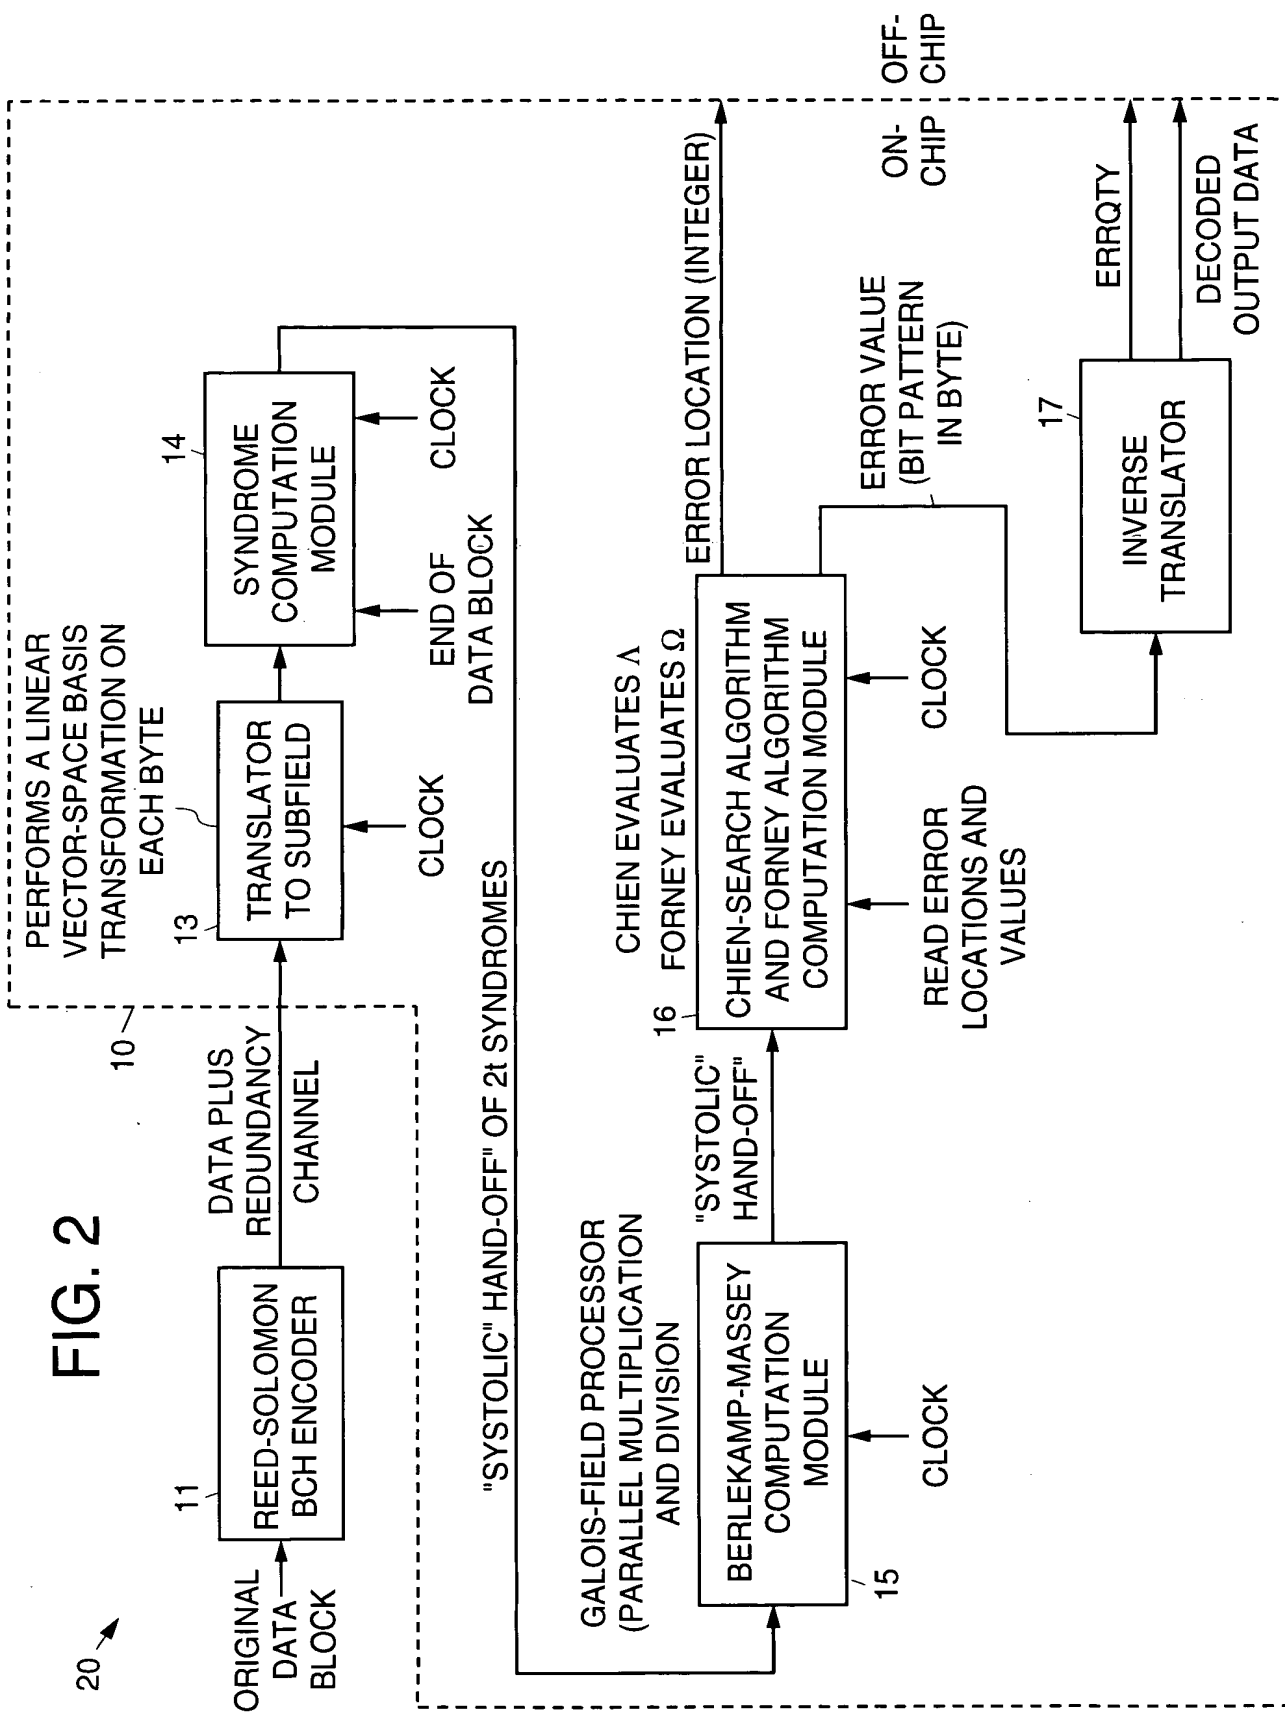 FIG. 2
20
ORIGINAL
DATA
BLOCK
11
REED-SOLOMON
BCH ENCODER
DATA PLUS
REDUNDANCY
CHANNEL
10
PERFORMS A LINEAR
VECTOR-SPACE BASIS
TRANSFORMATION ON
EACH BYTE
13
TRANSLATOR
TO SUBFIELD
CLOCK
14
SYNDROME
COMPUTATION
MODULE
END OF
DATA BLOCK
CLOCK
"SYSTOLIC" HAND-OFF" OF 2t SYNDROMES
GALOIS-FIELD PROCESSOR
(PARALLEL MULTIPLICATION
AND DIVISION
BERLEKAMP-MASSEY
COMPUTATION
MODULE
15
CLOCK
"SYSTOLIC"
HAND-OFF"
CHIEN EVALUATES Λ
FORNEY EVALUATES Ω
16
CHIEN-SEARCH ALGORITHM
AND FORNEY ALGORITHM
COMPUTATION MODULE
READ ERROR
LOCATIONS AND
VALUES
CLOCK
ERROR LOCATION (INTEGER)
ERROR VALUE
(BIT PATTERN
IN BYTE)
17
INVERSE
TRANSLATOR
ERRQTY
DECODED
OUTPUT DATA
ON-
CHIP
OFF-
CHIP